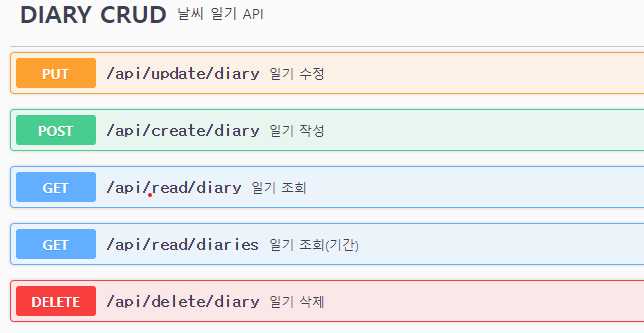 DIARY CRUD 날씨 일기 API
PUT /api/update/diary 일기 수정
POST /api/create/diary 일기 작성
GET /api/read/diary 일기 조회
GET /api/read/diaries 일기 조회(기간)
DELETE /api/delete/diary 일기 삭제